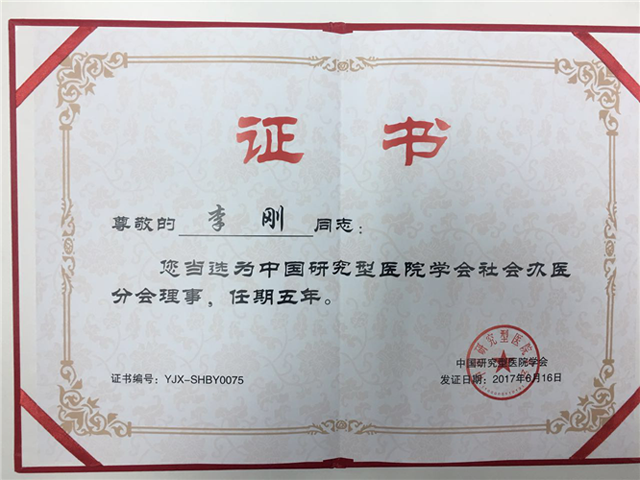 证书
尊敬的 李 刚 同志：
您当选为中国研究型医院学会社会办医
分会理事，任期五年。
中国研究型医院学会
证书编号：YJX-SHBY0075 发证日期：2017年6月16日